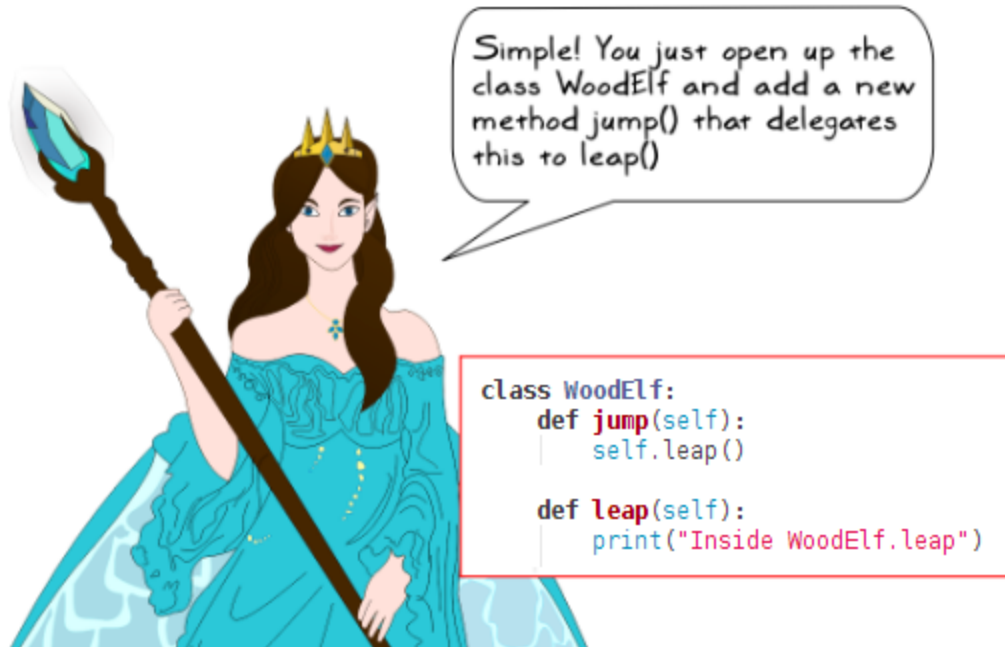 Simple! You just open up the
class WoodElf and add a new
method jump() that delegates
this to leap()
class WoodElf:
    def jump(self):
        self.leap()
    def leap(self):
        print("Inside WoodElf.leap")